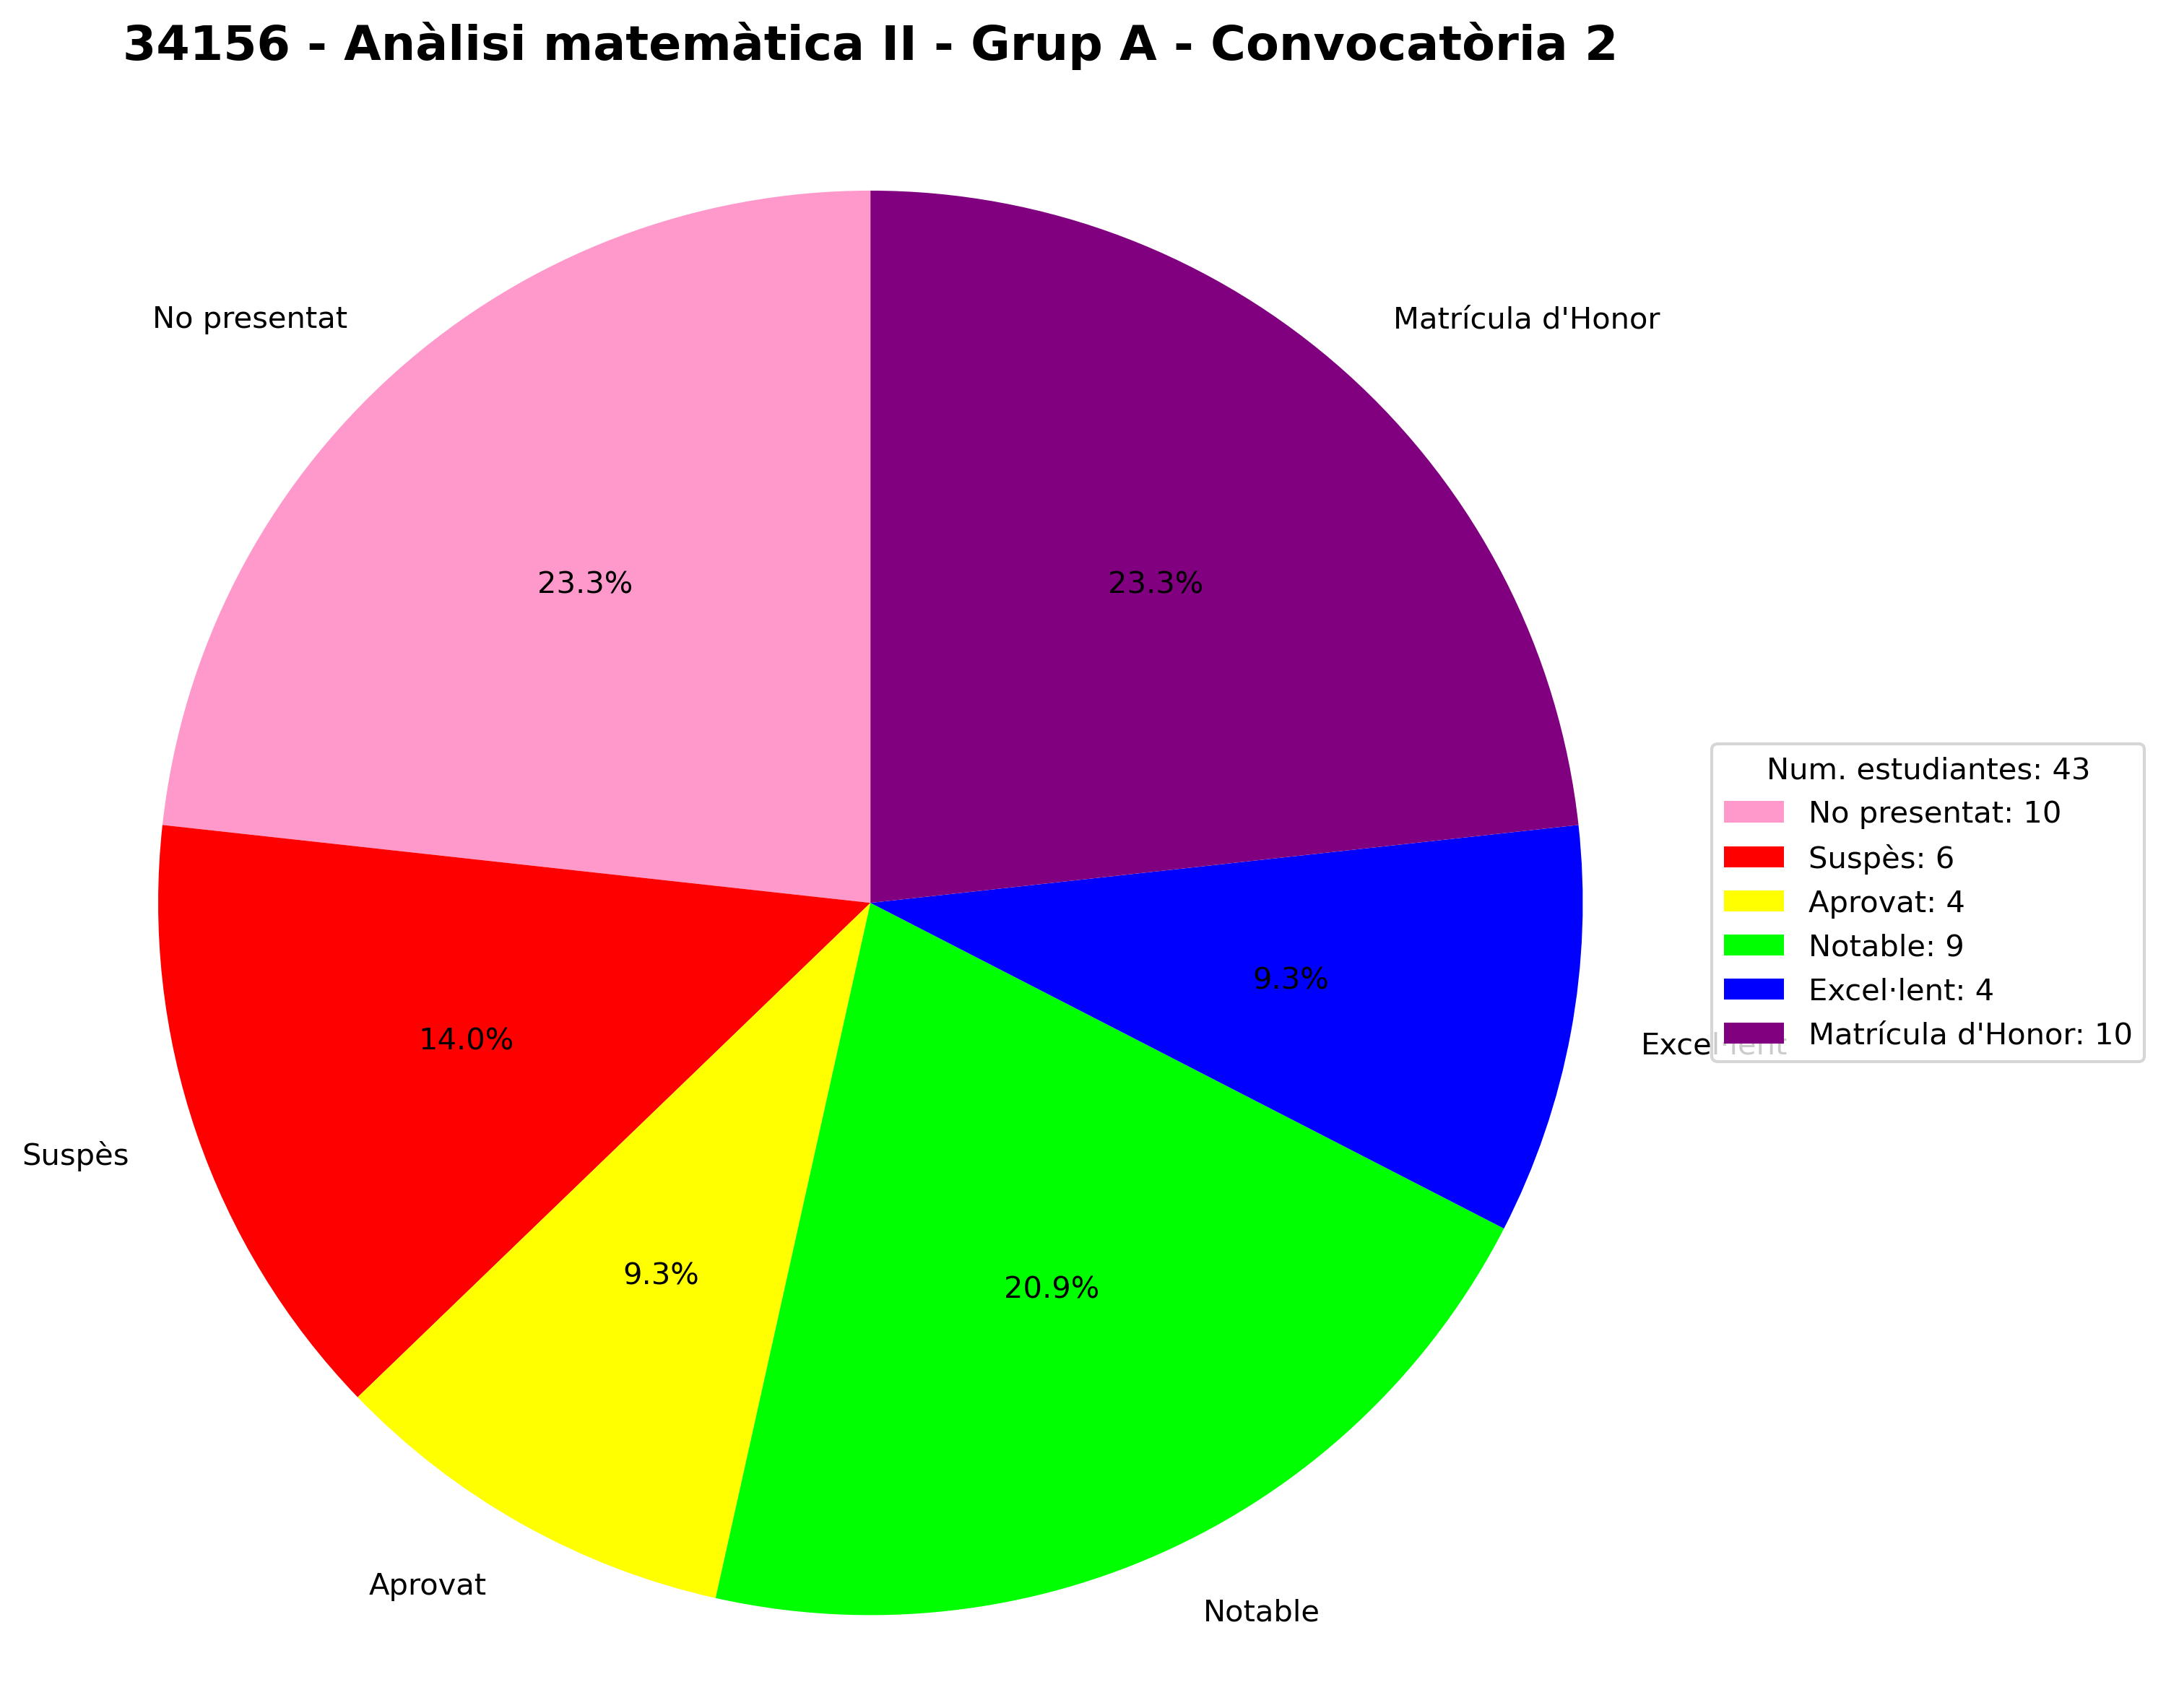 34156 - Anàlisi matemàtica II - Grup A - Convocatòria 2
No presentat
Matrícula d'Honor
23.3%
23.3%
Num. estudiantes: 43
No presentat: 10
Suspès: 6
Aprovat: 4
Notable: 9
Excel·lent: 4
Matrícula d'Honor: 10
9.3%
14.0%
Excel·lent
Suspès
9.3%
20.9%
Aprovat
Notable